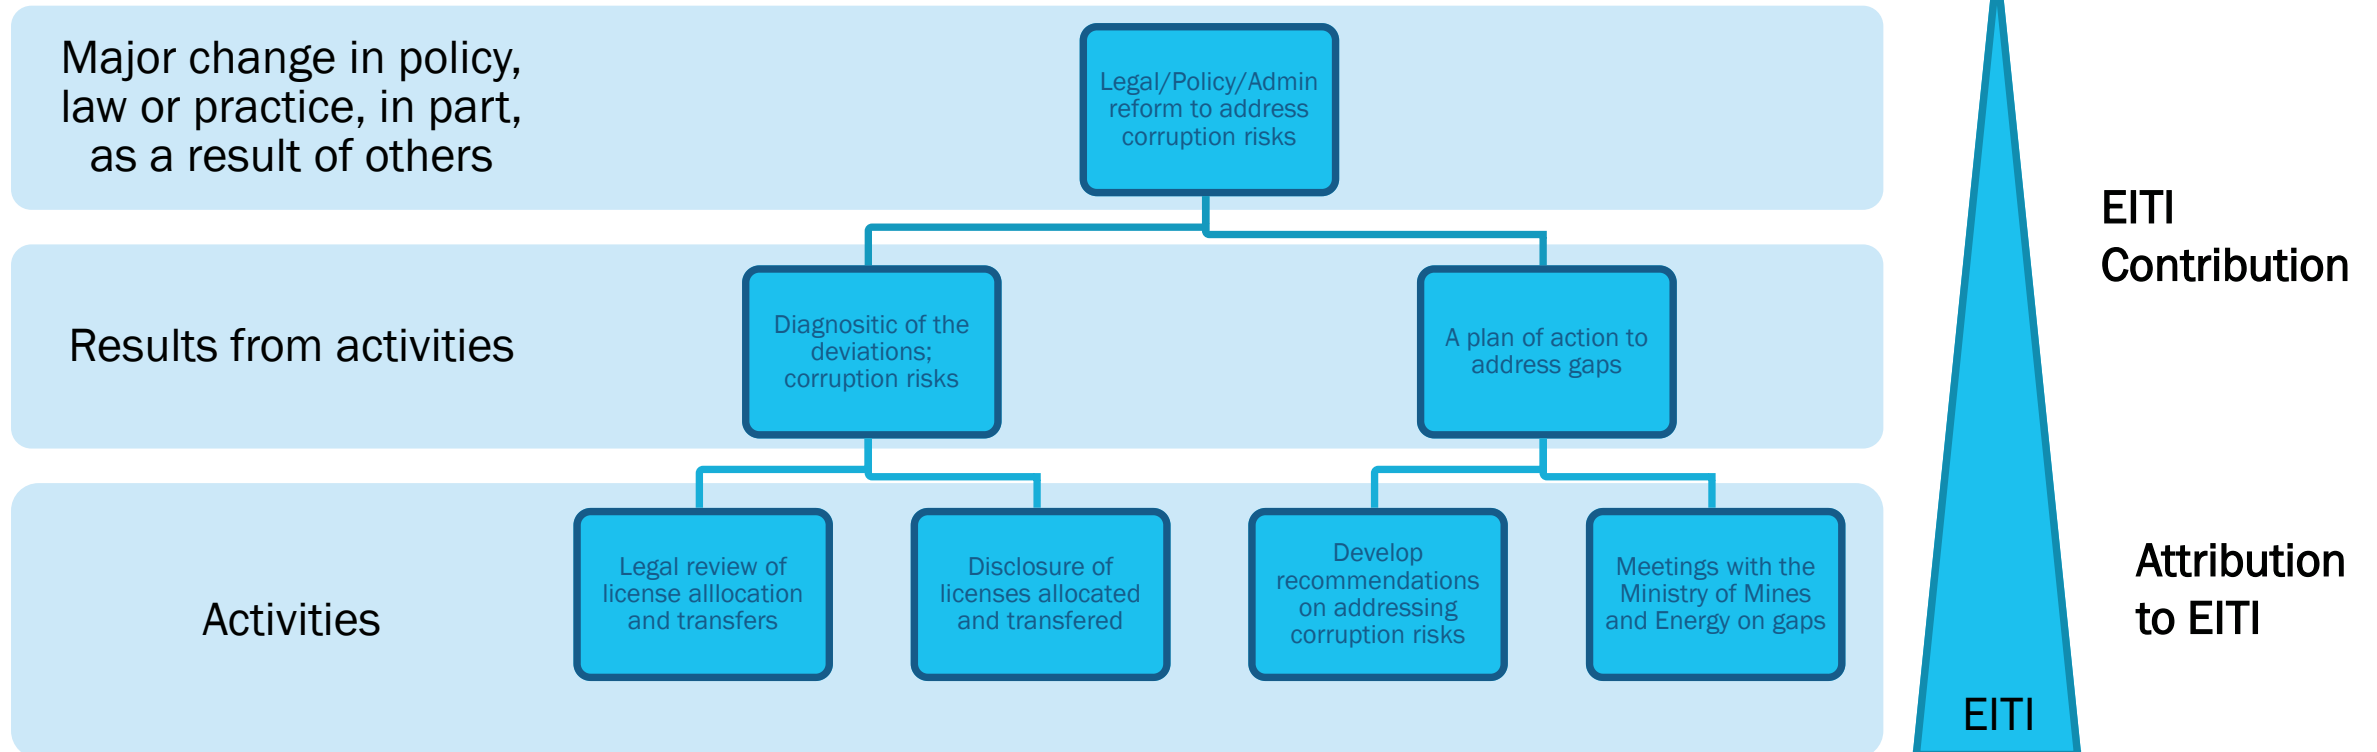 Major change in policy,
law or practice, in part,
as a result of others
Legal/Policy/Admin
reform to address
corruption risks
EITI
Contribution
Results from activities
Diagnositic of the
deviations;
corruption risks
A plan of action to
address gaps
Activities
Legal review of
license alllocation
and transfers
Disclosure of
licenses allocated
and transfered
Develop
recommendations
on addressing
corruption risks
Meetings with the
Ministry of Mines
and Energy on gaps
Attribution
to EITI
EITI